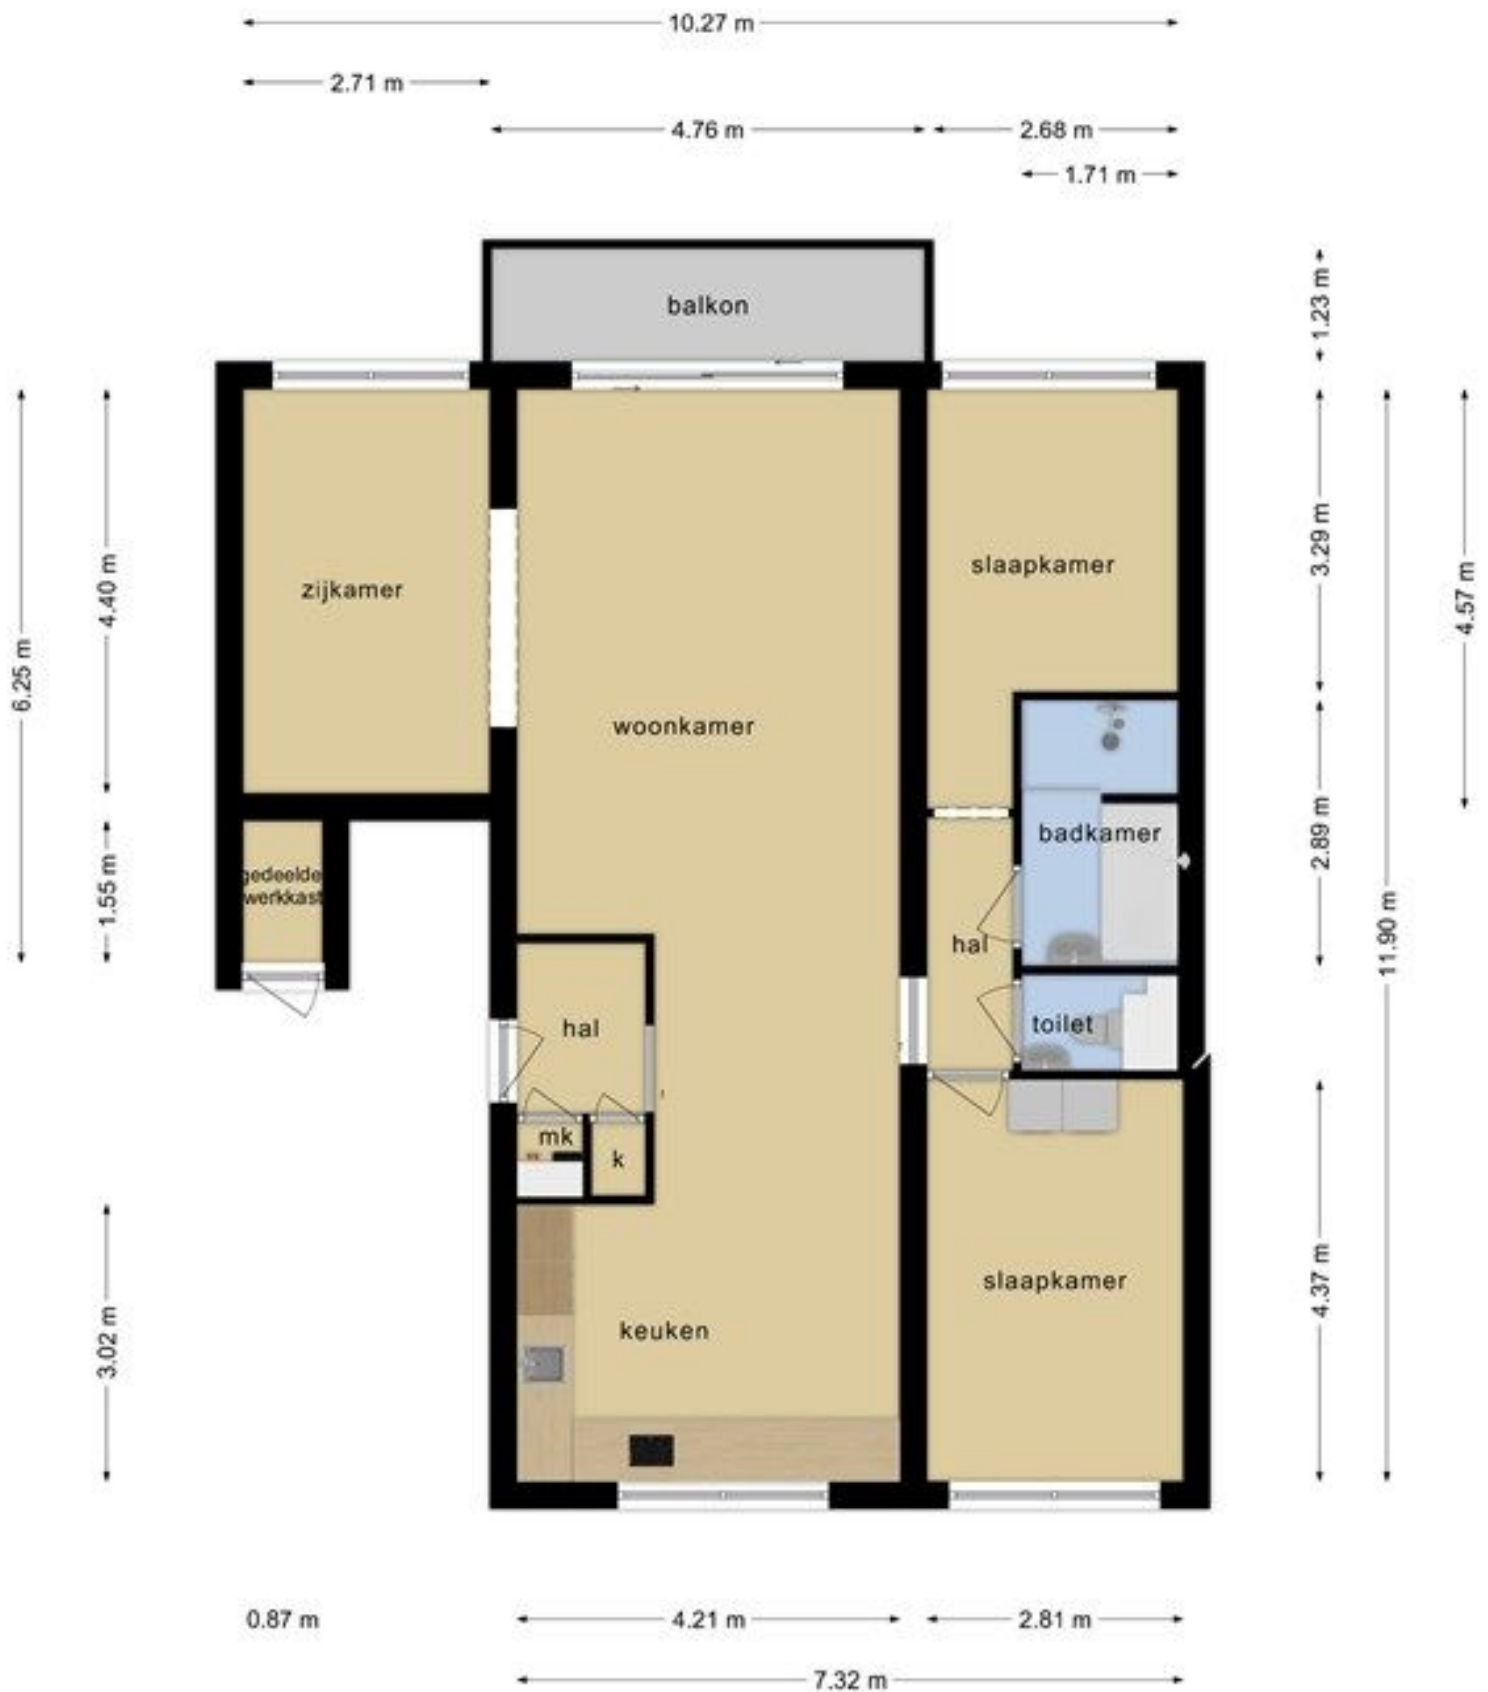 10.27 m
2.71 m
4.76 m
2.68 m
1.71 m
balkon
1.23 m
6.25 m
4.40 m
zijkamer
woonkamer
slaapkamer
3.29 m
4.57 m
1.55 m
gedeelde
werkkast
badkamer
2.89 m
11.90 m
hal
hal
toilet
mk
k
3.02 m
keuken
slaapkamer
4.37 m
0.87 m
4.21 m
2.81 m
7.32 m